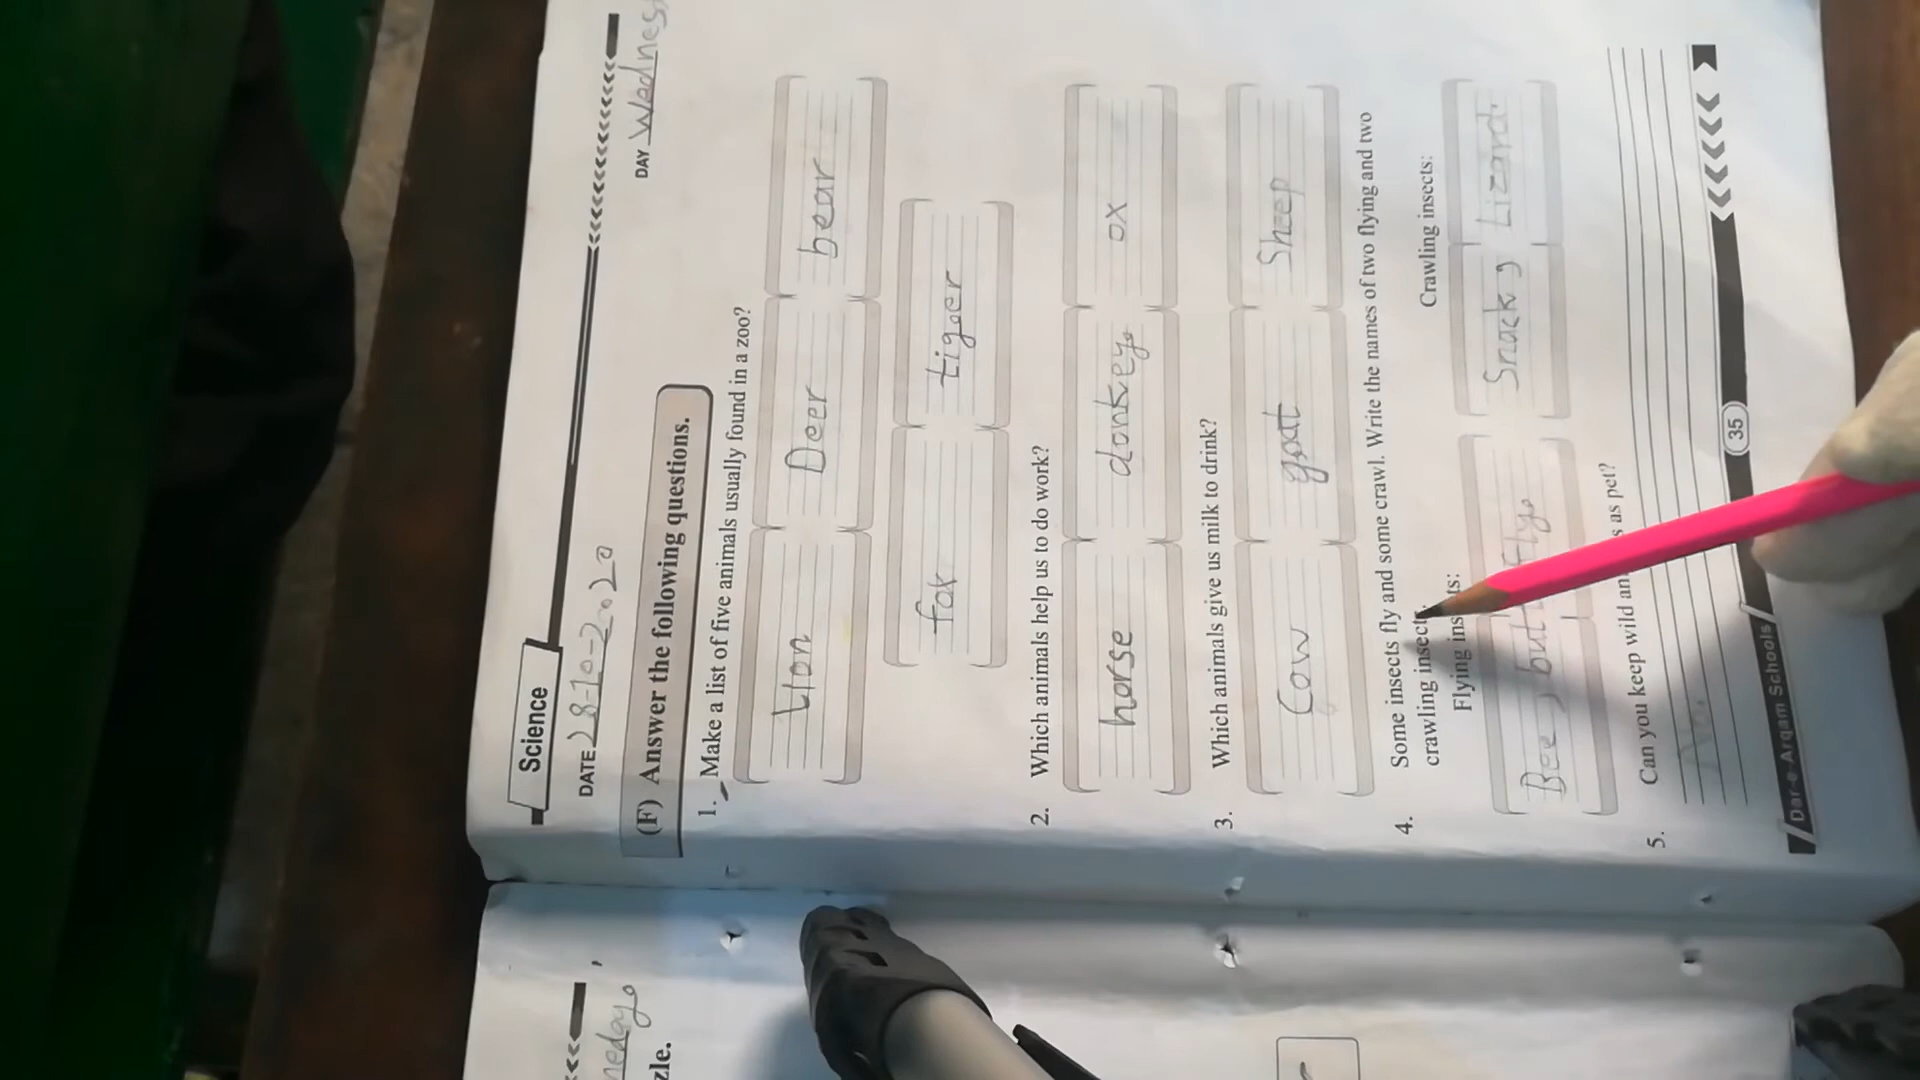 Science
DATE 28-10-2020 DAY Wednes
(F) Answer the following questions.
1. Make a list of five animals usually found in a zoo?
Lion Deer bear
fox tiger
2. Which animals help us to do work?
horse donkey ox
3. Which animals give us milk to drink?
Cow goat Sheep
4. Some insects fly and some crawl. Write the names of two flying and two
crawling insects.
Flying ins ts: Crawling insects:
Bee, but Fly. Snack, Lizard.
5. Can you keep wild an s as pet?
No.
Dar-e-Arqam Schools 35
neday
zle.